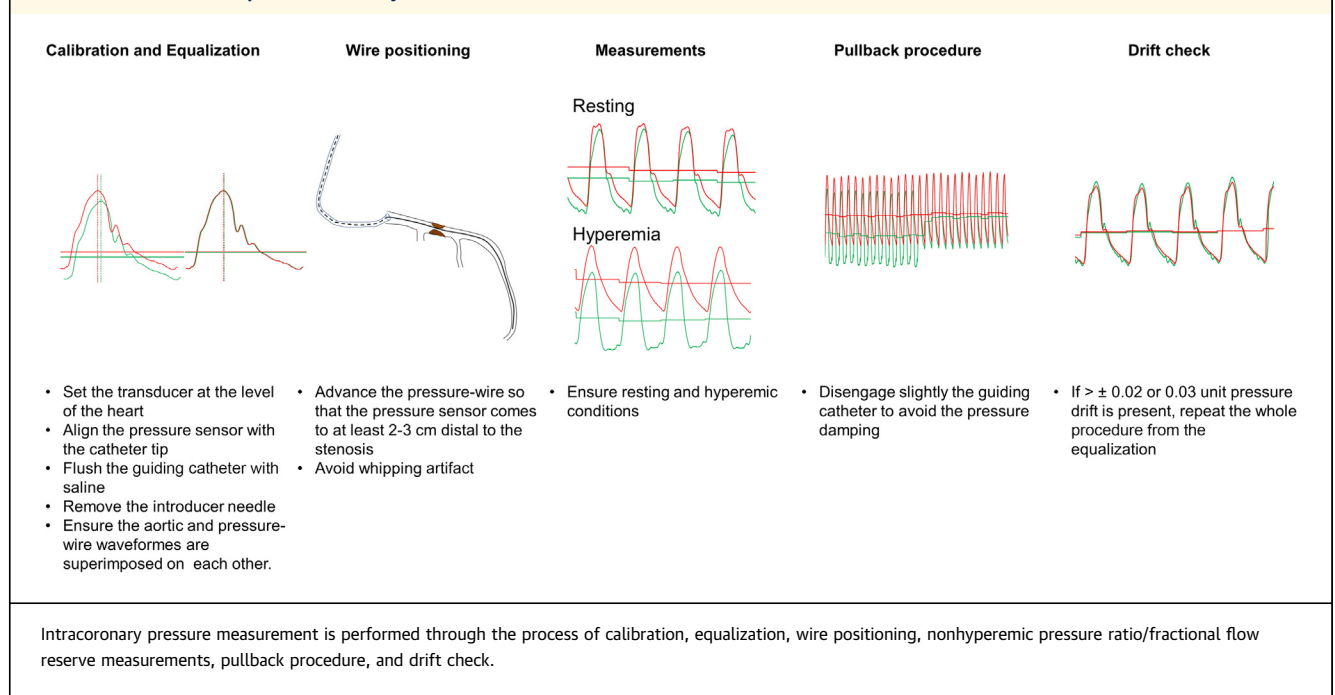 Calibration and Equalization
Wire positioning
Measurements
Pullback procedure
Drift check
Resting
Hyperemia
• Set the transducer at the level
of the heart
• Align the pressure sensor with
the catheter tip
• Flush the guiding catheter with
saline
• Remove the introducer needle
• Ensure the aortic and pressure-
wire waveformes are
superimposed on each other.
• Advance the pressure-wire so
that the pressure sensor comes
to at least 2-3 cm distal to the
stenosis
• Avoid whipping artifact
• Ensure resting and hyperemic
conditions
• Disengage slightly the guiding
catheter to avoid the pressure
damping
• If > ± 0.02 or 0.03 unit pressure
drift is present, repeat the whole
procedure from the
equalization
Intracoronary pressure measurement is performed through the process of calibration, equalization, wire positioning, nonhyperemic pressure ratio/fractional flow
reserve measurements, pullback procedure, and drift check.